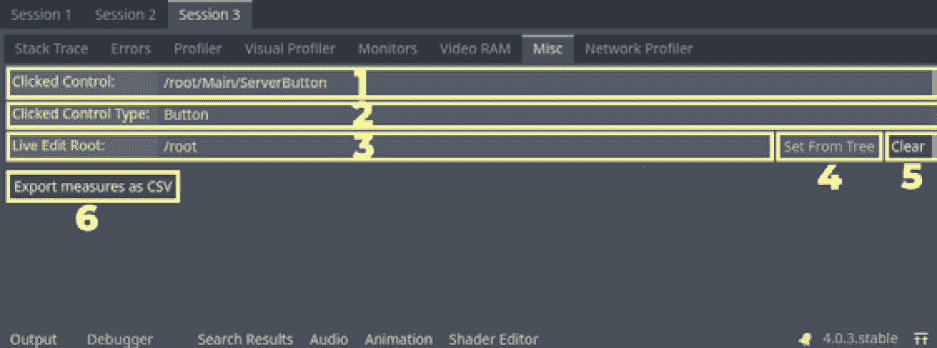 Session 1 Session 2 Session 3
Stack Trace Errors Profiler Visual Profiler Monitors Video RAM Misc Network Profiler
Clicked Control: /root/Main/ServerButton 1
Clicked Control Type: Button 2
Live Edit Root: /root 3 Set From Tree Clear
4 5
Export measures as CSV
6
Output Debugger Search Results Audio Animation Shader Editor 4.0.3.stable